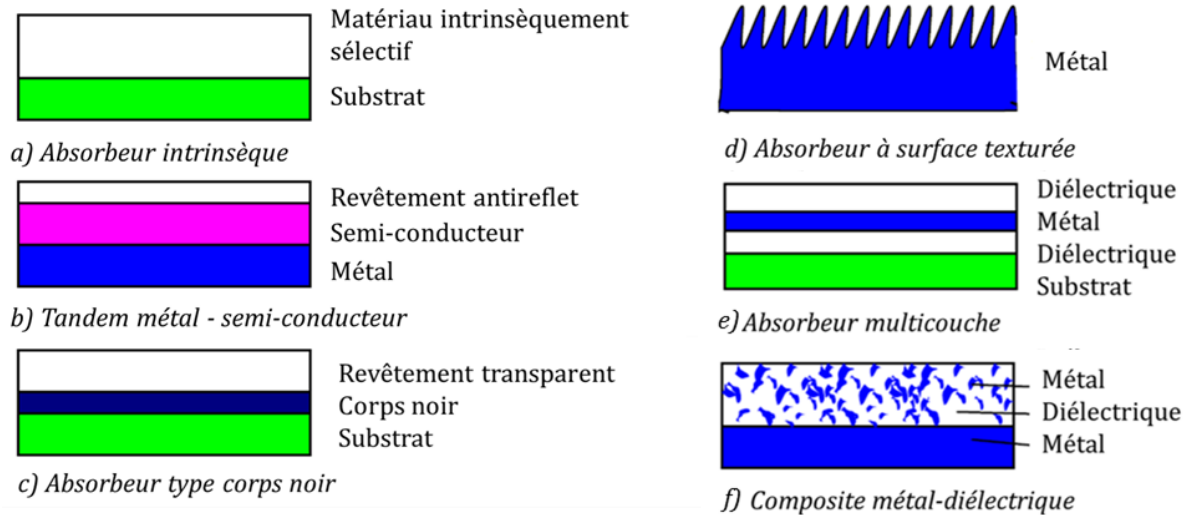 Matériau intrinsèquement
sélectif
Substrat
a) Absorbeur intrinsèque
Revêtement antireflet
Semi-conducteur
Métal
b) Tandem métal - semi-conducteur
Revêtement transparent
Corps noir
Substrat
c) Absorbeur type corps noir
Métal
d) Absorbeur à surface texturée
Diélectrique
Métal
Diélectrique
Substrat
e) Absorbeur multicouche
Métal
Diélectrique
Métal
f) Composite métal-diélectrique